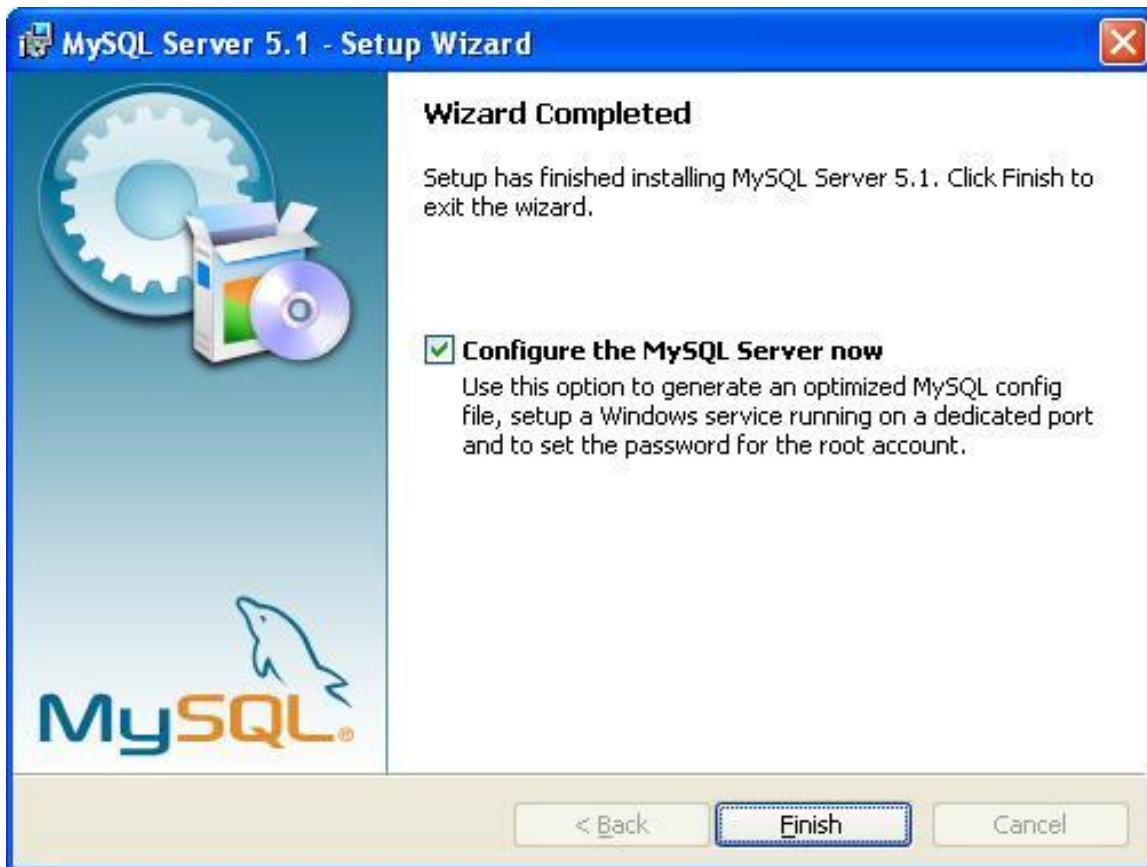 MySQL Server 5.1 - Setup Wizard
Wizard Completed
Setup has finished installing MySQL Server 5.1. Click Finish to
exit the wizard.
Configure the MySQL Server now
Use this option to generate an optimized MySQL config
file, setup a Windows service running on a dedicated port
and to set the password for the root account.
MySQL®
< Back
Finish
Cancel